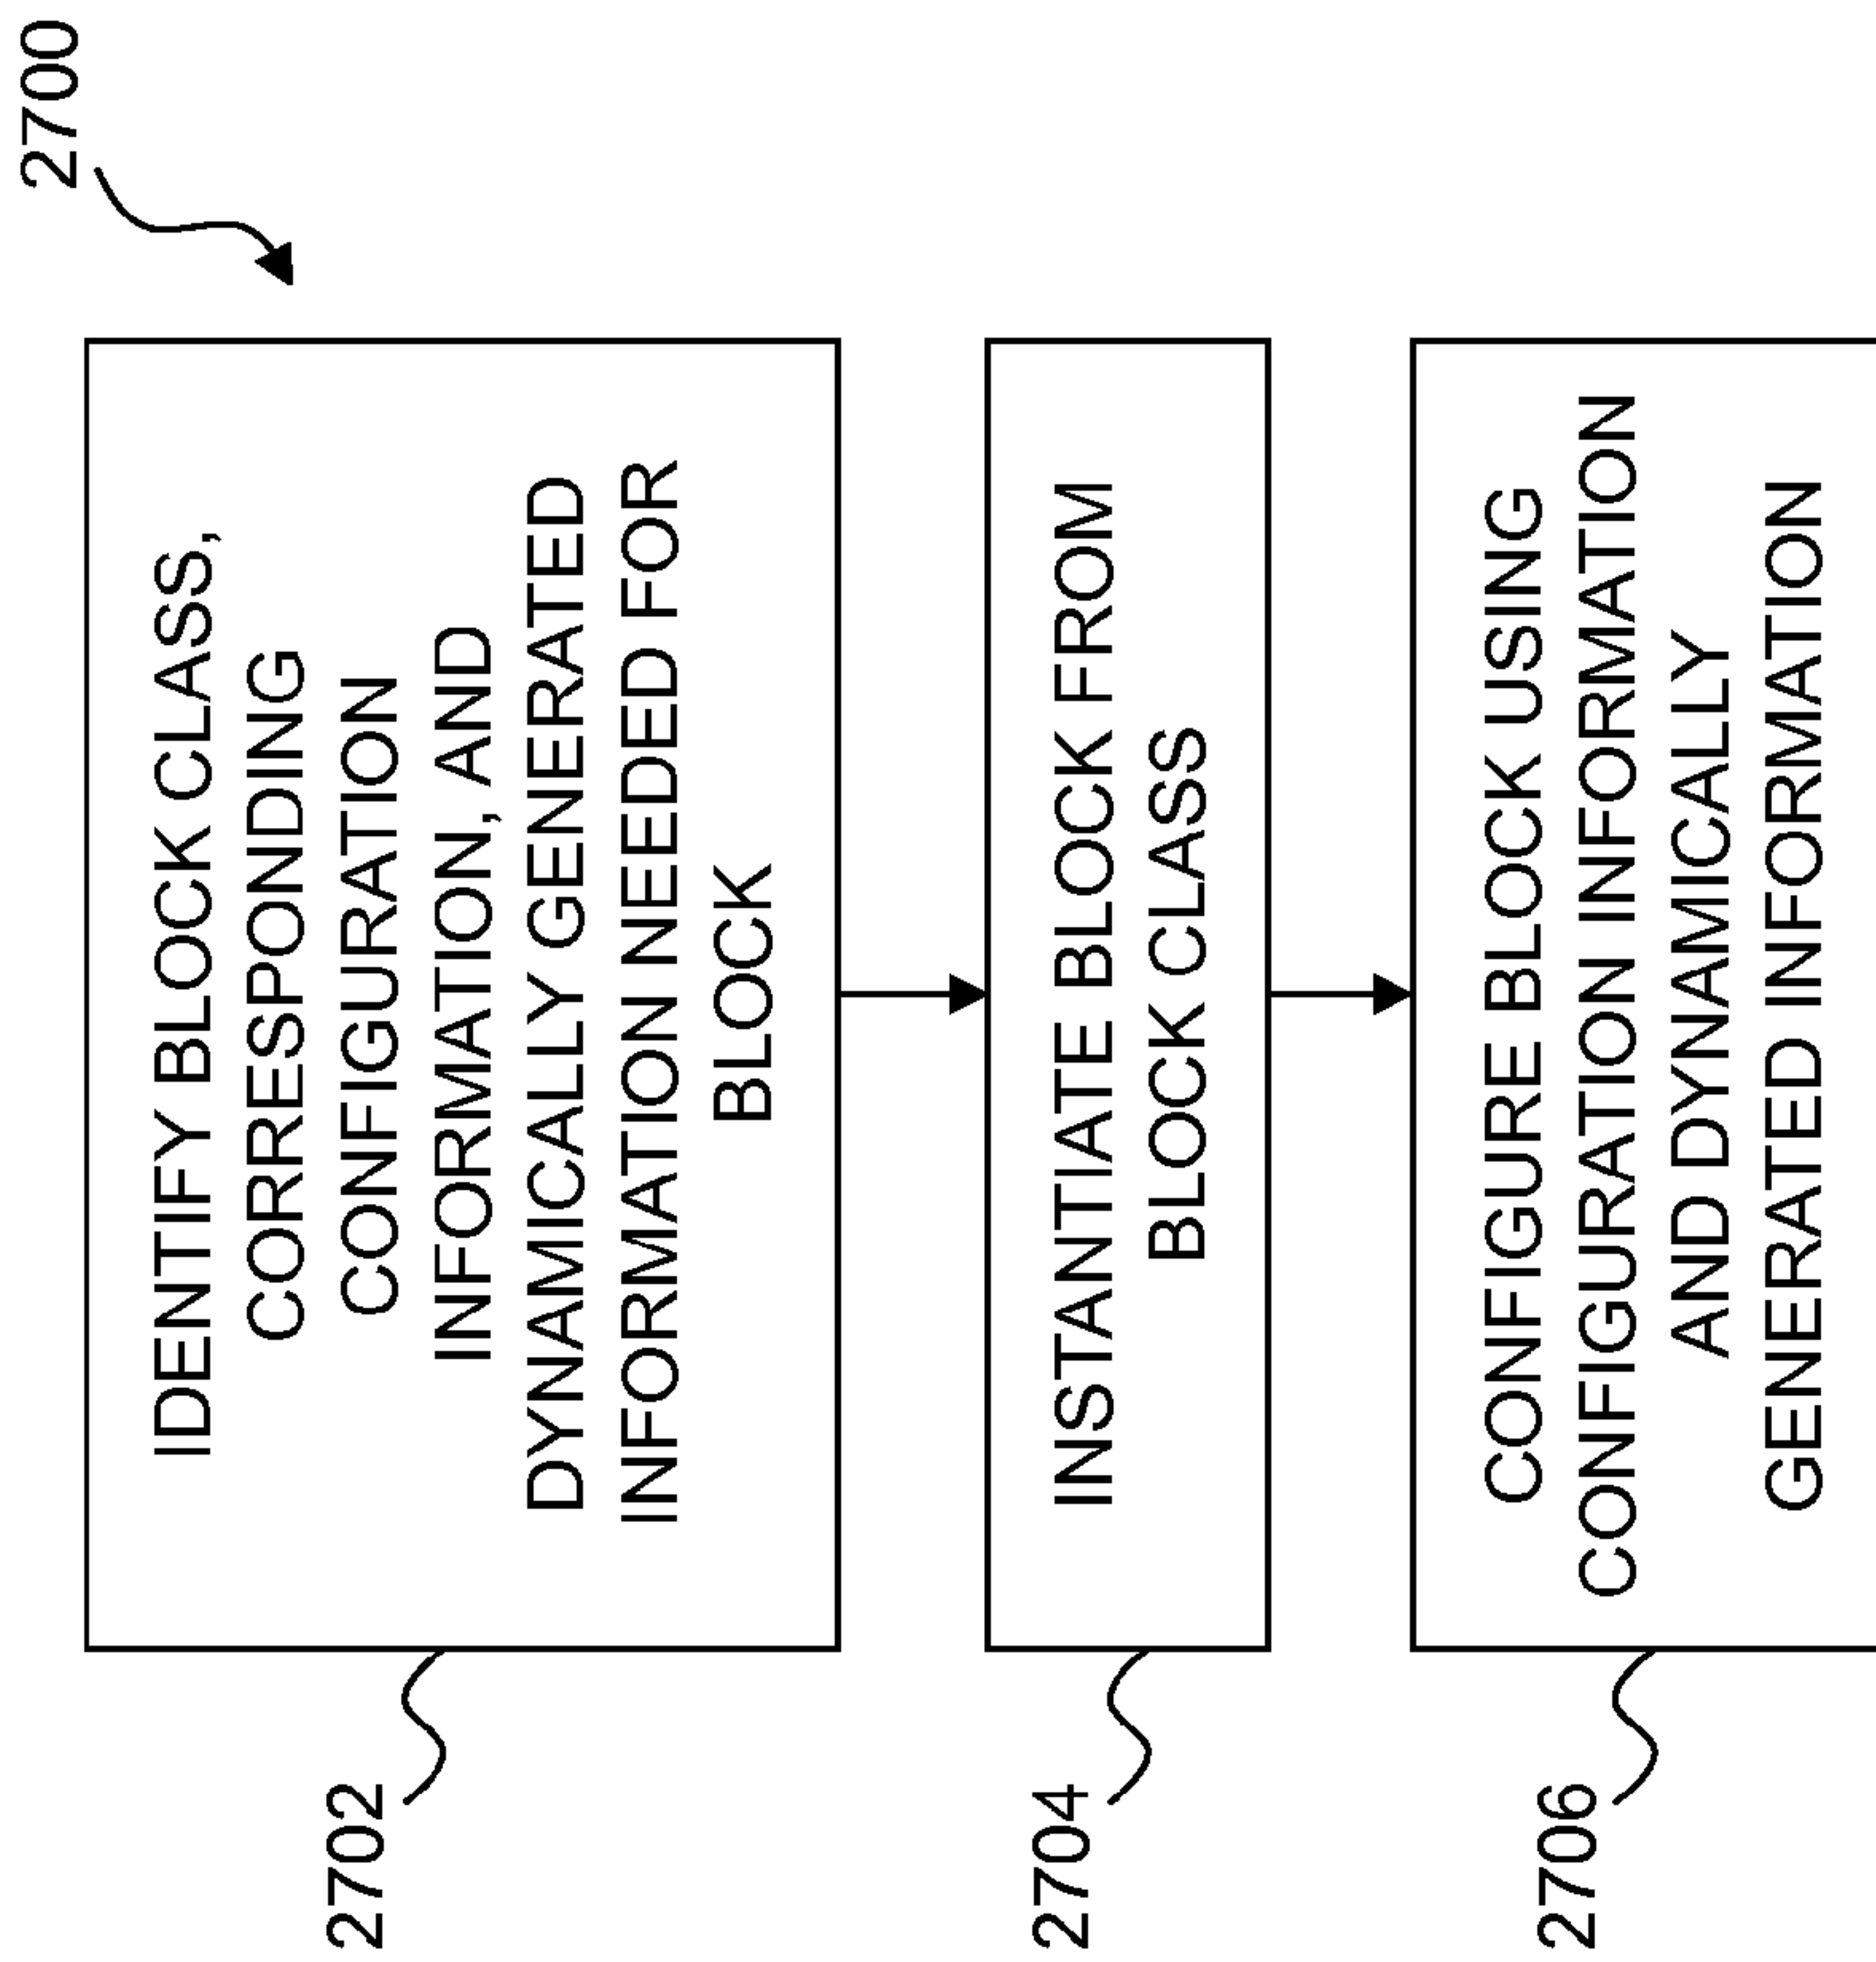 2700
IDENTIFY BLOCK CLASS,
CORRESPONDING
CONFIGURATION
INFORMATION, AND
DYNAMICALLY GENERATED
INFORMATION NEEDED FOR
BLOCK
2702
INSTANTIATE BLOCK FROM
BLOCK CLASS
2704
CONFIGURE BLOCK USING
CONFIGURATION INFORMATION
AND DYNAMICALLY
GENERATED INFORMATION
2706